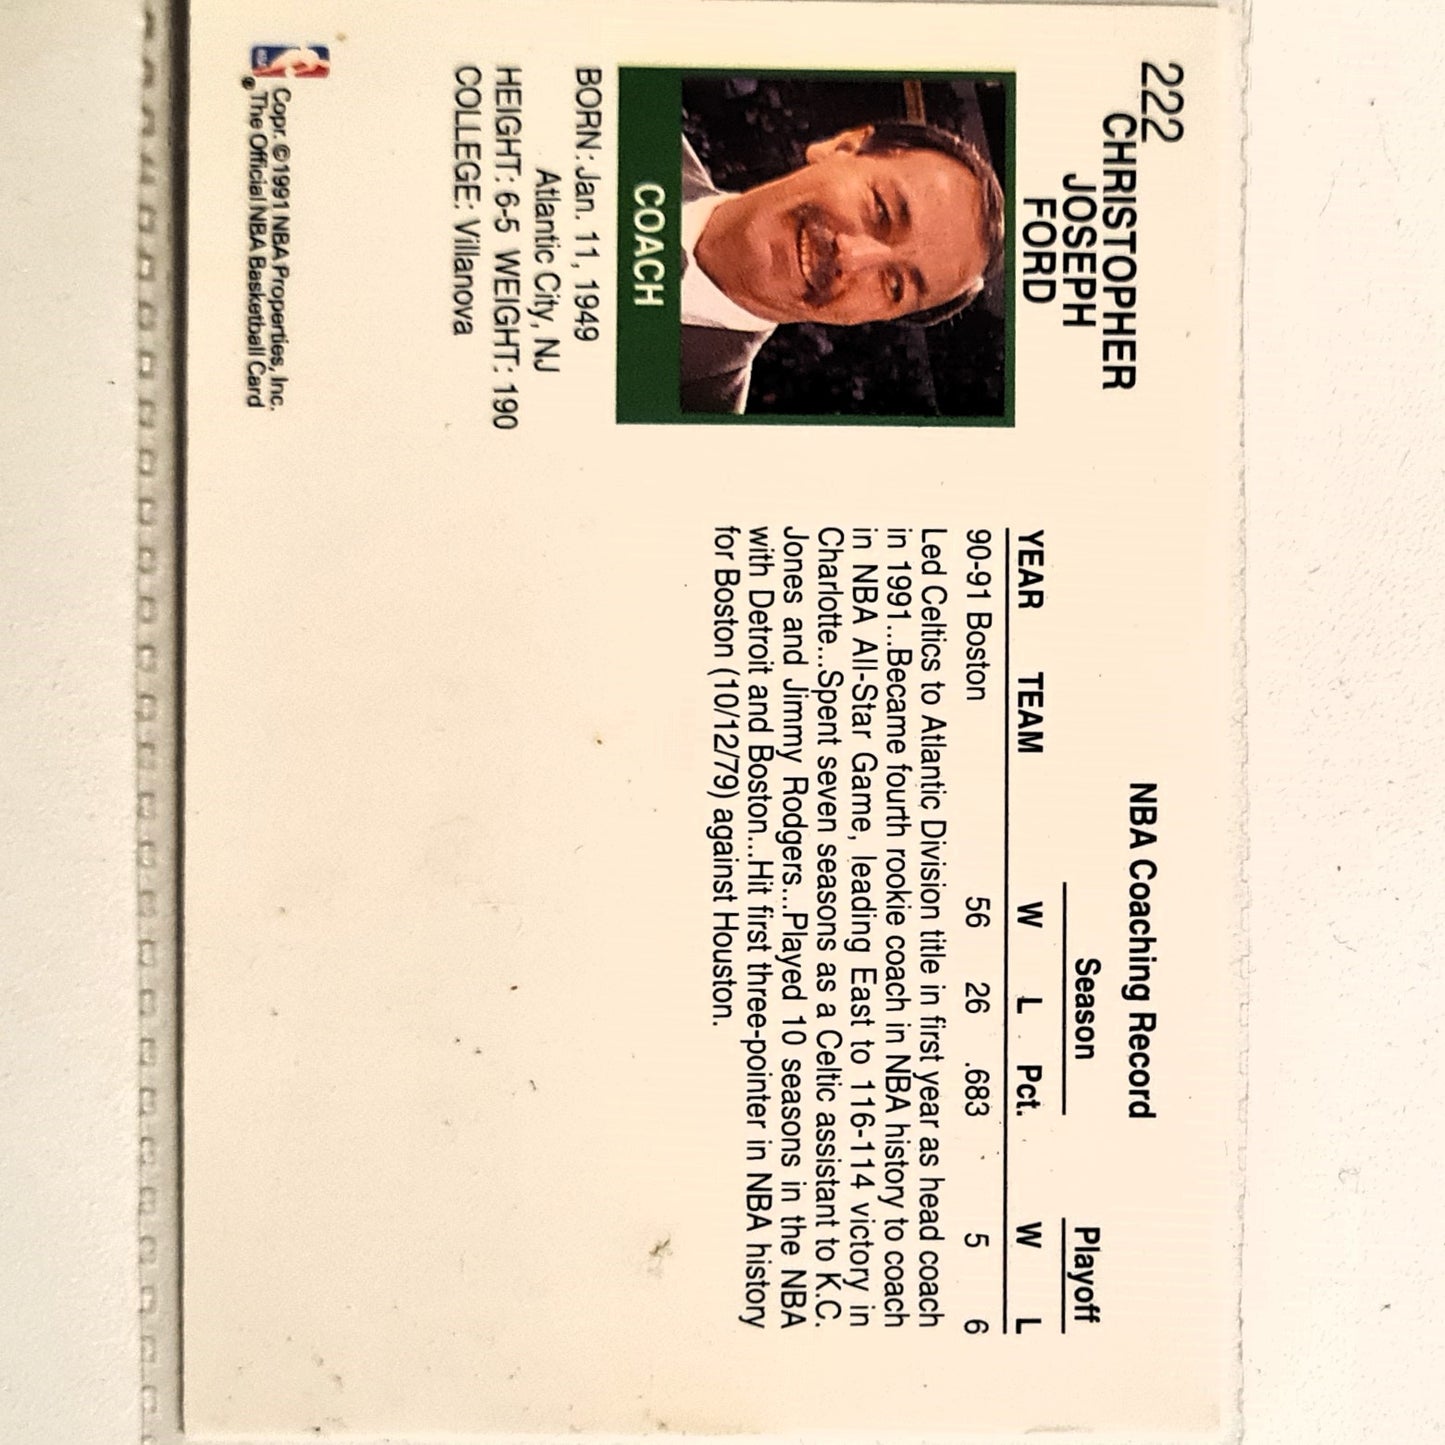 222
CHRISTOPHER
JOSEPH
FORD
COACH
BORN: Jan. 11, 1949
Atlantic City, NJ
HEIGHT: 6-5 WEIGHT: 190
COLLEGE: Villanova
Copr. ©1991 NBA Properties, Inc.
The Official NBA Basketball Card
NBA Coaching Record
Season Playoff
YEAR TEAM W L Pct. W L
90-91 Boston 56 26 .683 5 6
Led Celtics to Atlantic Division title in first year as head coach
in 1991...Became fourth rookie coach in NBA history to coach
in NBA All-Star Game, leading East to 116-114 victory in
Charlotte...Spent seven seasons as a Celtic assistant to K.C.
Jones and Jimmy Rodgers...Played 10 seasons in the NBA
with Detroit and Boston...Hit first three-pointer in NBA history
for Boston (10/12/79) against Houston.